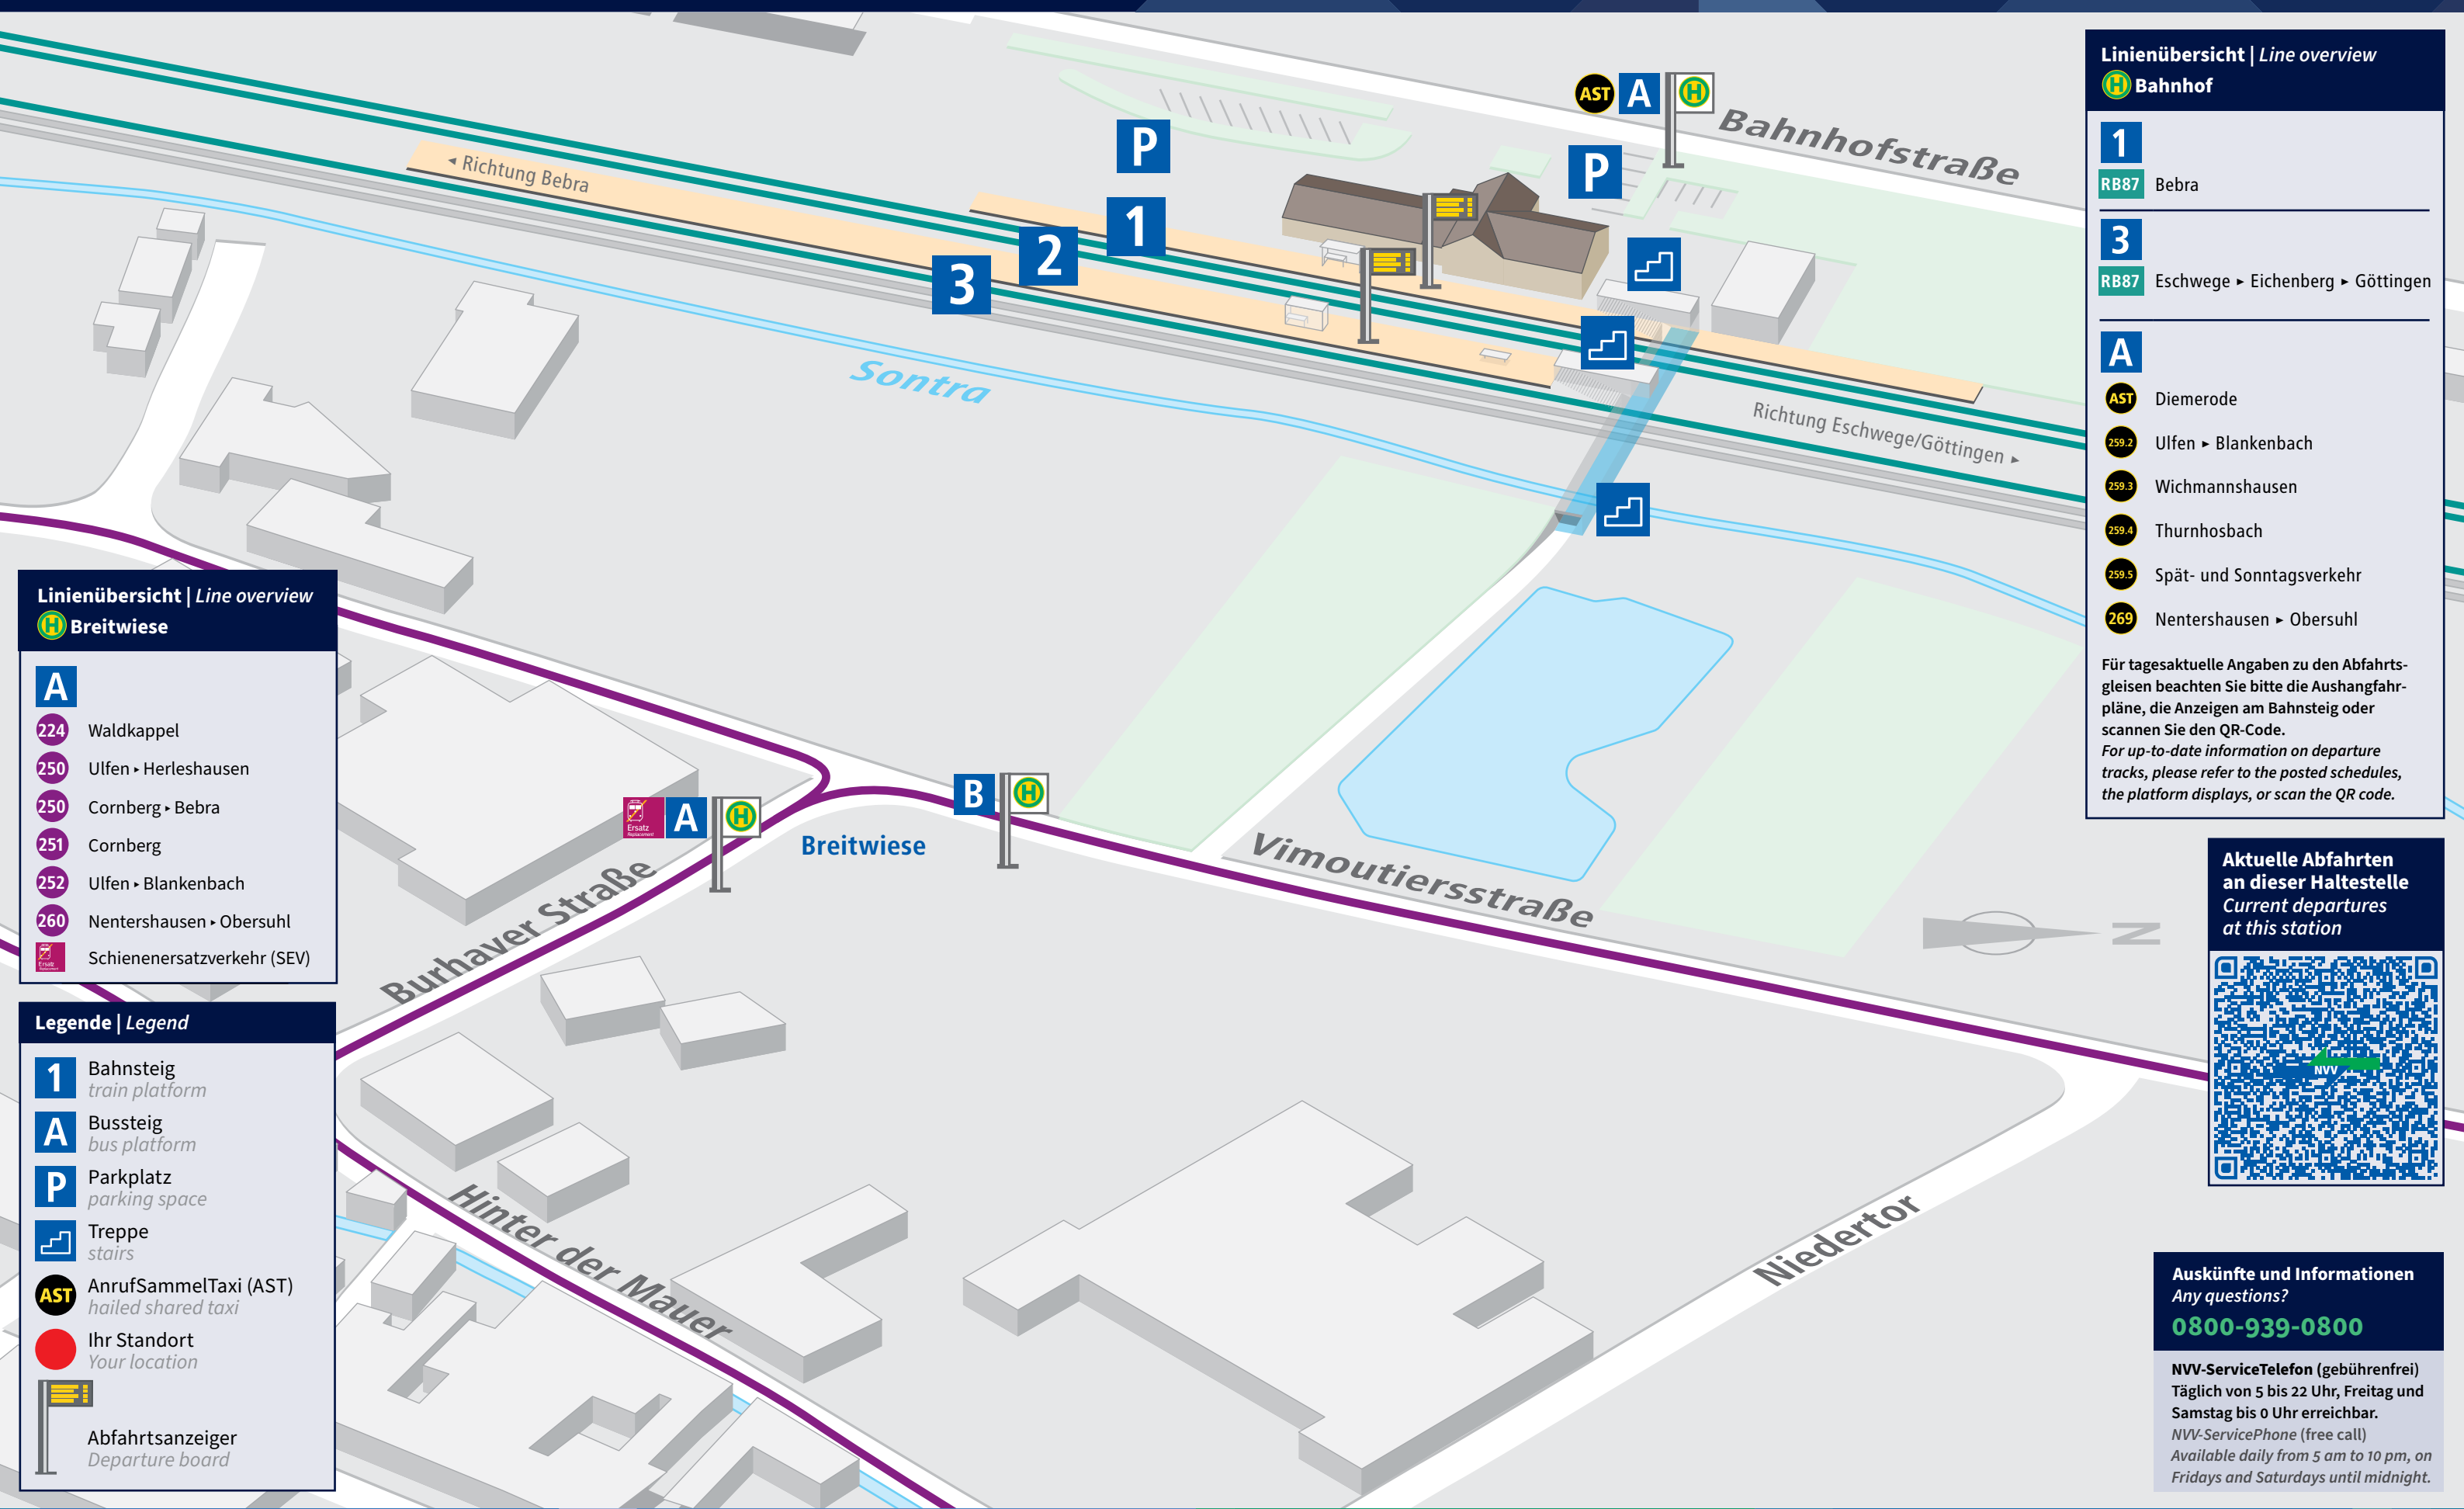 AST
A
H
Bahnhofstraße
P
P
◂ Richtung Bebra
1
2
3
Sontra
Richtung Eschwege/Göttingen ▸
B
H
Ersatz
Replacement
A
H
Breitwiese
Burhaver Straße
Vimoutiersstraße
Hinter der Mauer
Niedertor
N
Linienübersicht | Line overview
H Bahnhof
1
RB87 Bebra
3
RB87 Eschwege ▸ Eichenberg ▸ Göttingen
A
AST Diemerode
259.2 Ulfen ▸ Blankenbach
259.3 Wichmannshausen
259.4 Thurnhosbach
259.5 Spät- und Sonntagsverkehr
269 Nentershausen ▸ Obersuhl
Für tagesaktuelle Angaben zu den Abfahrts-
gleisen beachten Sie bitte die Aushangfahr-
pläne, die Anzeigen am Bahnsteig oder
scannen Sie den QR-Code.
For up-to-date information on departure
tracks, please refer to the posted schedules,
the platform displays, or scan the QR code.
Linienübersicht | Line overview
H Breitwiese
A
224 Waldkappel
250 Ulfen ▸ Herleshausen
250 Cornberg ▸ Bebra
251 Cornberg
252 Ulfen ▸ Blankenbach
260 Nentershausen ▸ Obersuhl
Ersatz Schienenersatzverkehr (SEV)
Legende | Legend
1 Bahnsteig
train platform
A Bussteig
bus platform
P Parkplatz
parking space
Treppe
stairs
AST AnrufSammelTaxi (AST)
hailed shared taxi
Ihr Standort
Your location
Abfahrtsanzeiger
Departure board
Aktuelle Abfahrten
an dieser Haltestelle
Current departures
at this station
NVV
Auskünfte und Informationen
Any questions?
0800-939-0800
NVV-ServiceTelefon (gebührenfrei)
Täglich von 5 bis 22 Uhr, Freitag und
Samstag bis 0 Uhr erreichbar.
NVV-ServicePhone (free call)
Available daily from 5 am to 10 pm, on
Fridays and Saturdays until midnight.